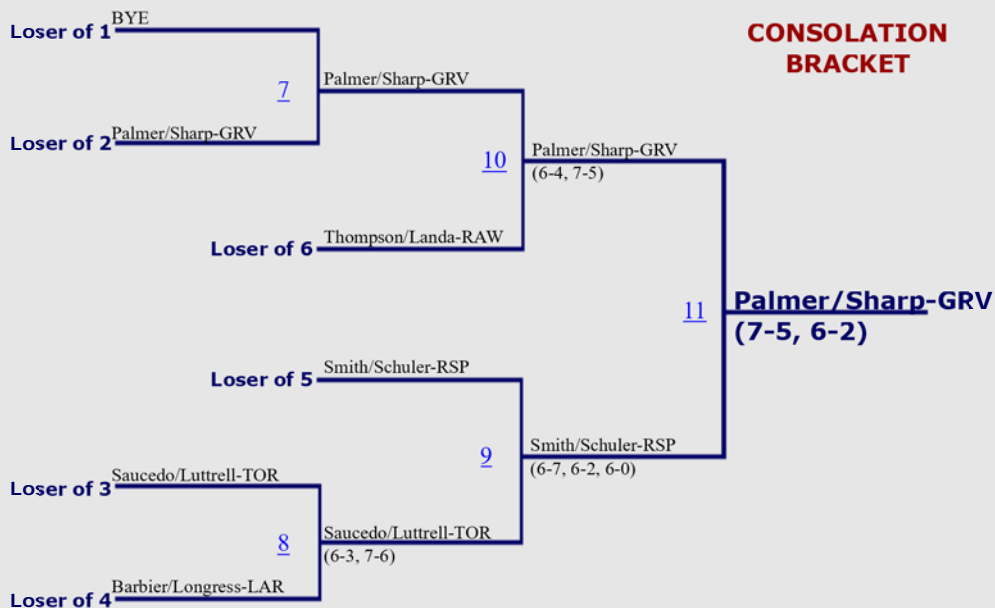 CONSOLATION
BRACKET
BYE
Loser of 1
7
Palmer/Sharp-GRV
Loser of 2
Palmer/Sharp-GRV
10
Palmer/Sharp-GRV
(6-4, 7-5)
Loser of 6
Thompson/Landa-RAW
11
Palmer/Sharp-GRV
(7-5, 6-2)
Loser of 5
Smith/Schuler-RSP
9
Smith/Schuler-RSP
(6-7, 6-2, 6-0)
Loser of 3
Saucedo/Luttrell-TOR
8
Saucedo/Luttrell-TOR
(6-3, 7-6)
Loser of 4
Barbier/Longress-LAR